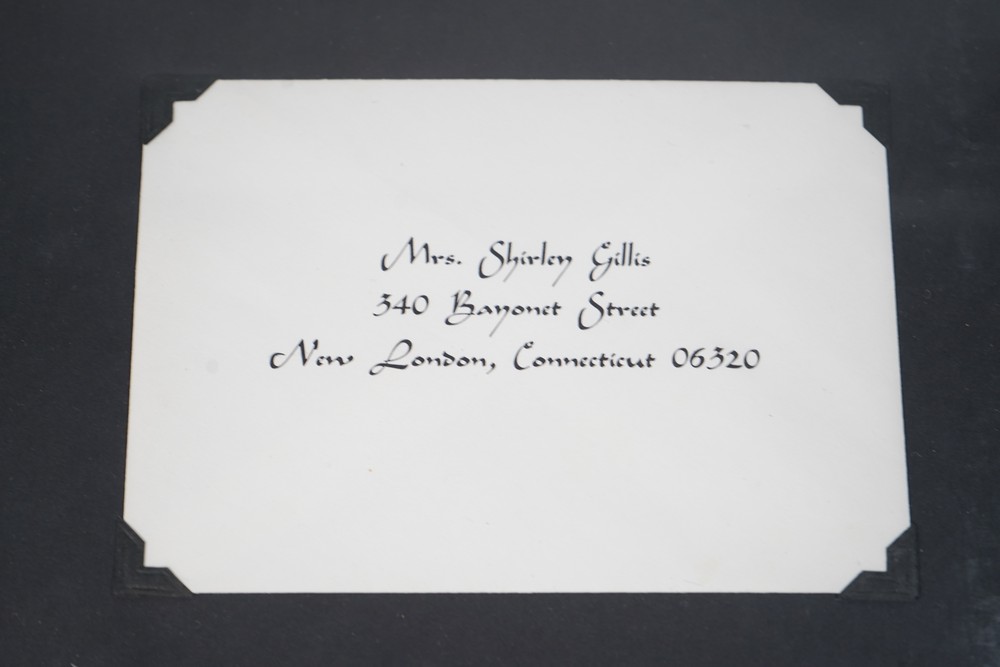 Mrs. Shirley Gillis
340 Bayonet Street
New London, Connecticut 06320